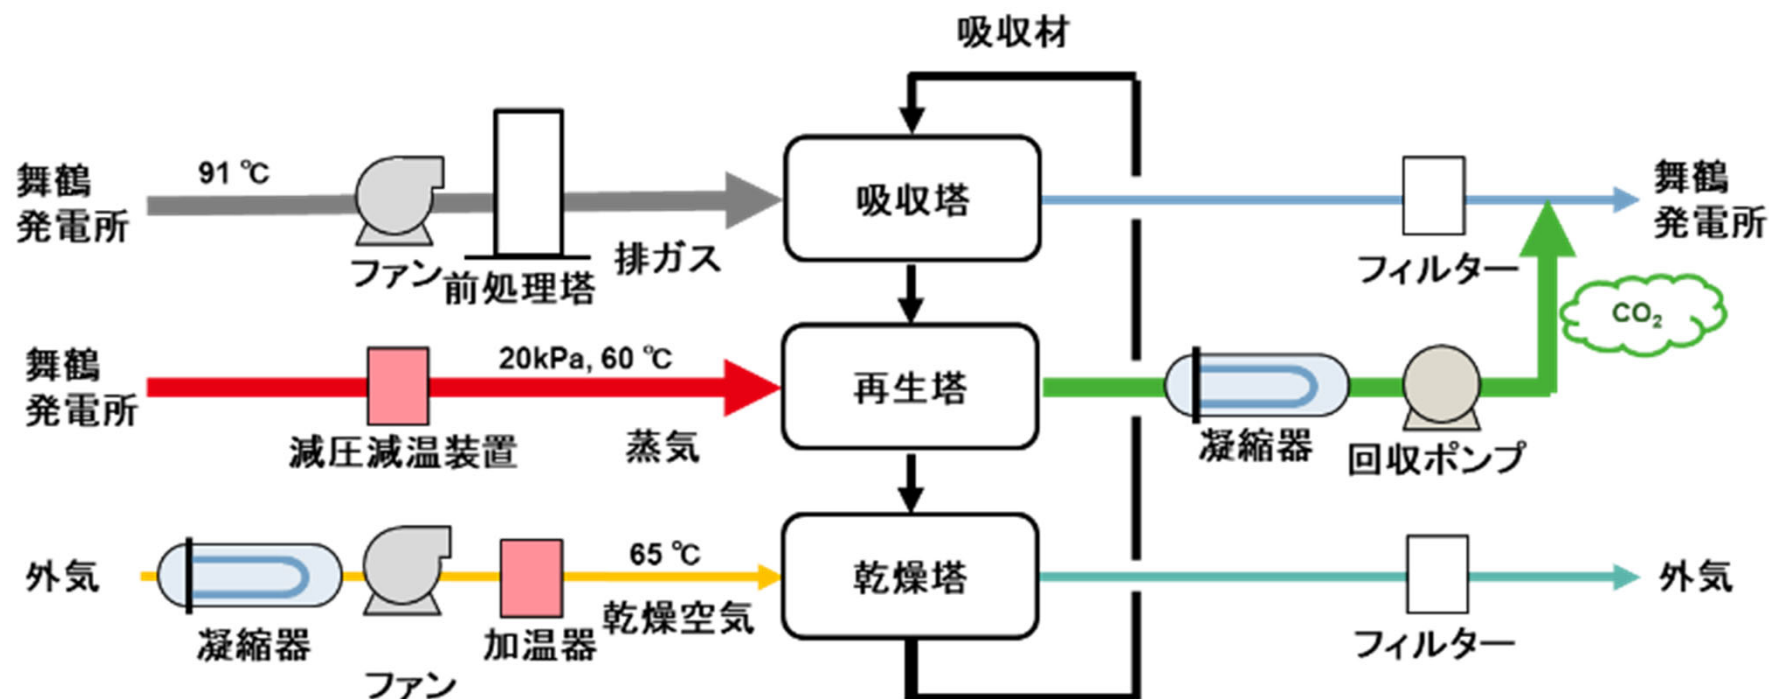 吸収材
舞鶴
発電所
91 ℃
ファン
前処理塔
排ガス
吸収塔
フィルター
舞鶴
発電所
CO₂
舞鶴
発電所
減圧減温装置
20kPa, 60 ℃
蒸気
再生塔
凝縮器
回収ポンプ
外気
凝縮器
ファン
加温器
65 ℃
乾燥空気
乾燥塔
フィルター
外気